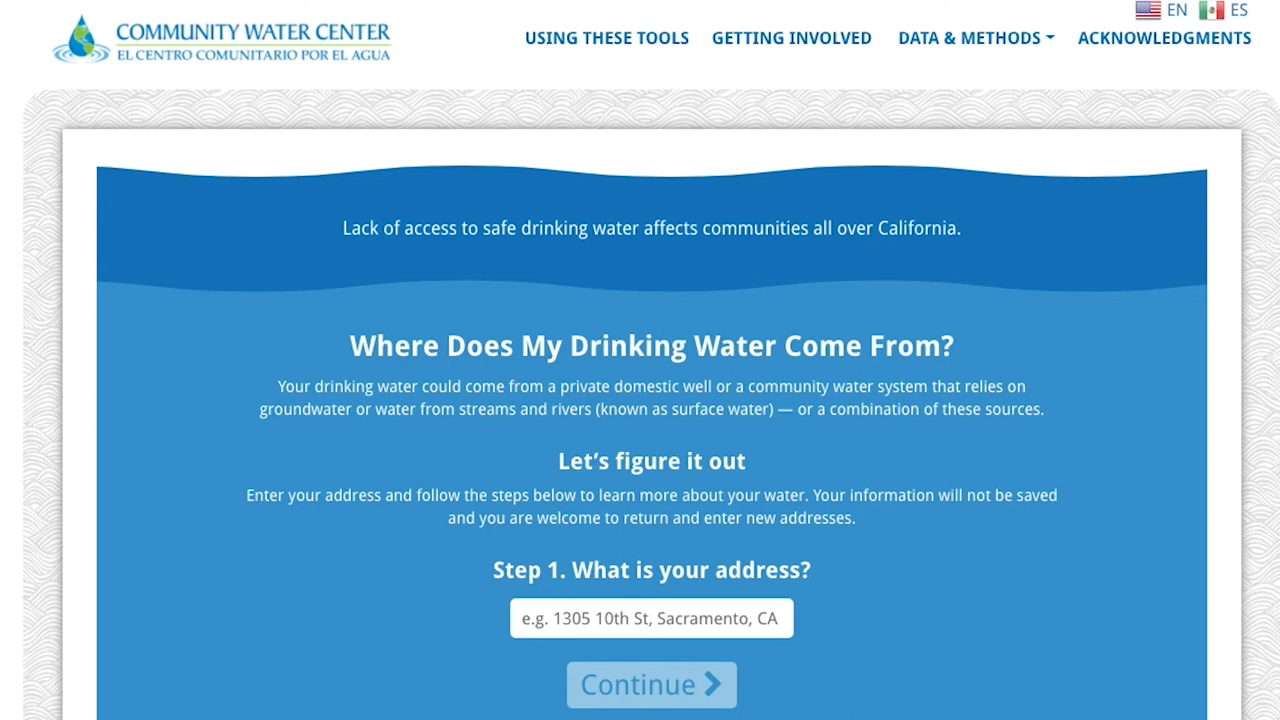 EN ES
COMMUNITY WATER CENTER
EL CENTRO COMUNITARIO POR EL AGUA
USING THESE TOOLS GETTING INVOLVED DATA & METHODS ACKNOWLEDGMENTS
Lack of access to safe drinking water affects communities all over California.
Where Does My Drinking Water Come From?
Your drinking water could come from a private domestic well or a community water system that relies on
groundwater or water from streams and rivers (known as surface water) — or a combination of these sources.
Let’s figure it out
Enter your address and follow the steps below to learn more about your water. Your information will not be saved
and you are welcome to return and enter new addresses.
Step 1. What is your address?
e.g. 1305 10th St, Sacramento, CA
Continue